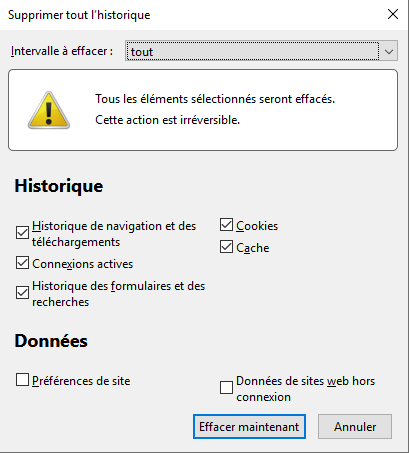 Supprimer tout l'historique
Intervalle à effacer : tout
Tous les éléments sélectionnés seront effacés.
Cette action est irréversible.
Historique
Historique de navigation et des
téléchargements
Cookies
Cache
Connexions actives
Historique des formulaires et des
recherches
Données
Préférences de site
Données de sites web hors
connexion
Effacer maintenant
Annuler